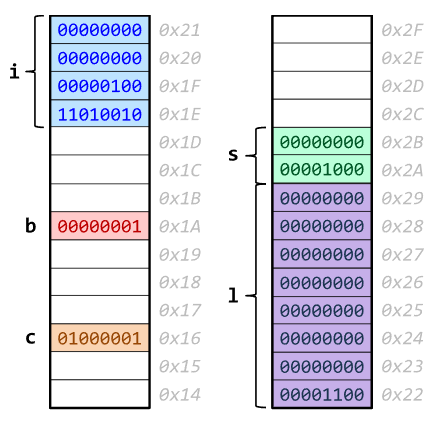 i
00000000 0x21
00000000 0x20
00000100 0x1F
11010010 0x1E
0x1D
0x1C
0x1B
b 00000001 0x1A
0x19
0x18
0x17
c 01000001 0x16
0x15
0x14
0x2F
0x2E
0x2D
0x2C
s
00000000 0x2B
00001000 0x2A
l
00000000 0x29
00000000 0x28
00000000 0x27
00000000 0x26
00000000 0x25
00000000 0x24
00000000 0x23
00001100 0x22